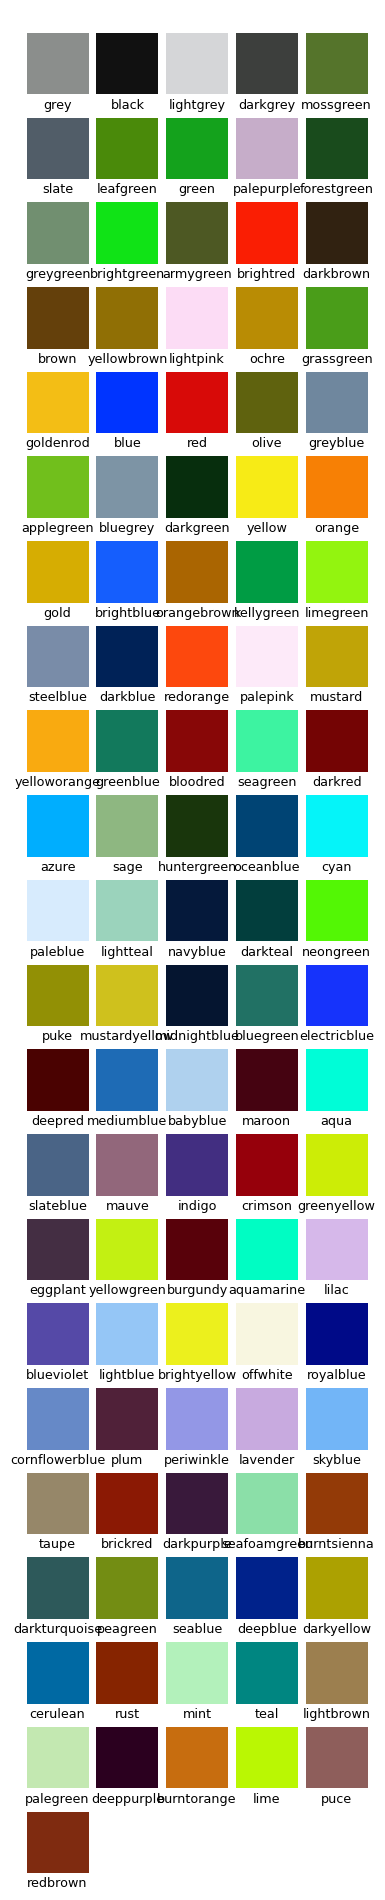 grey black lightgrey darkgrey mossgreen
slate leafgreen green palepurple forestgreen
greygreen brightgreen armygreen brightred darkbrown
brown yellowbrown lightpink ochre grassgreen
goldenrod blue red olive greyblue
applegreen bluegrey darkgreen yellow orange
gold brightblue orangebrown kellygreen limegreen
steelblue darkblue redorange palepink mustard
yelloworange greenblue bloodred seagreen darkred
azure sage huntergreen oceanblue cyan
paleblue lightteal navyblue darkteal neongreen
puke mustardyellow midnightblue bluegreen electricblue
deepred mediumblue babyblue maroon aqua
slateblue mauve indigo crimson greenyellow
eggplant yellowgreen burgundy aquamarine lilac
blueviolet lightblue brightyellow offwhite royalblue
cornflowerblue plum periwinkle lavender skyblue
taupe brickred darkpurple seafoamgreen burntsienna
darkturquoise peagreen seablue deepblue darkyellow
cerulean rust mint teal lightbrown
palegreen deeppurple burntorange lime puce
redbrown